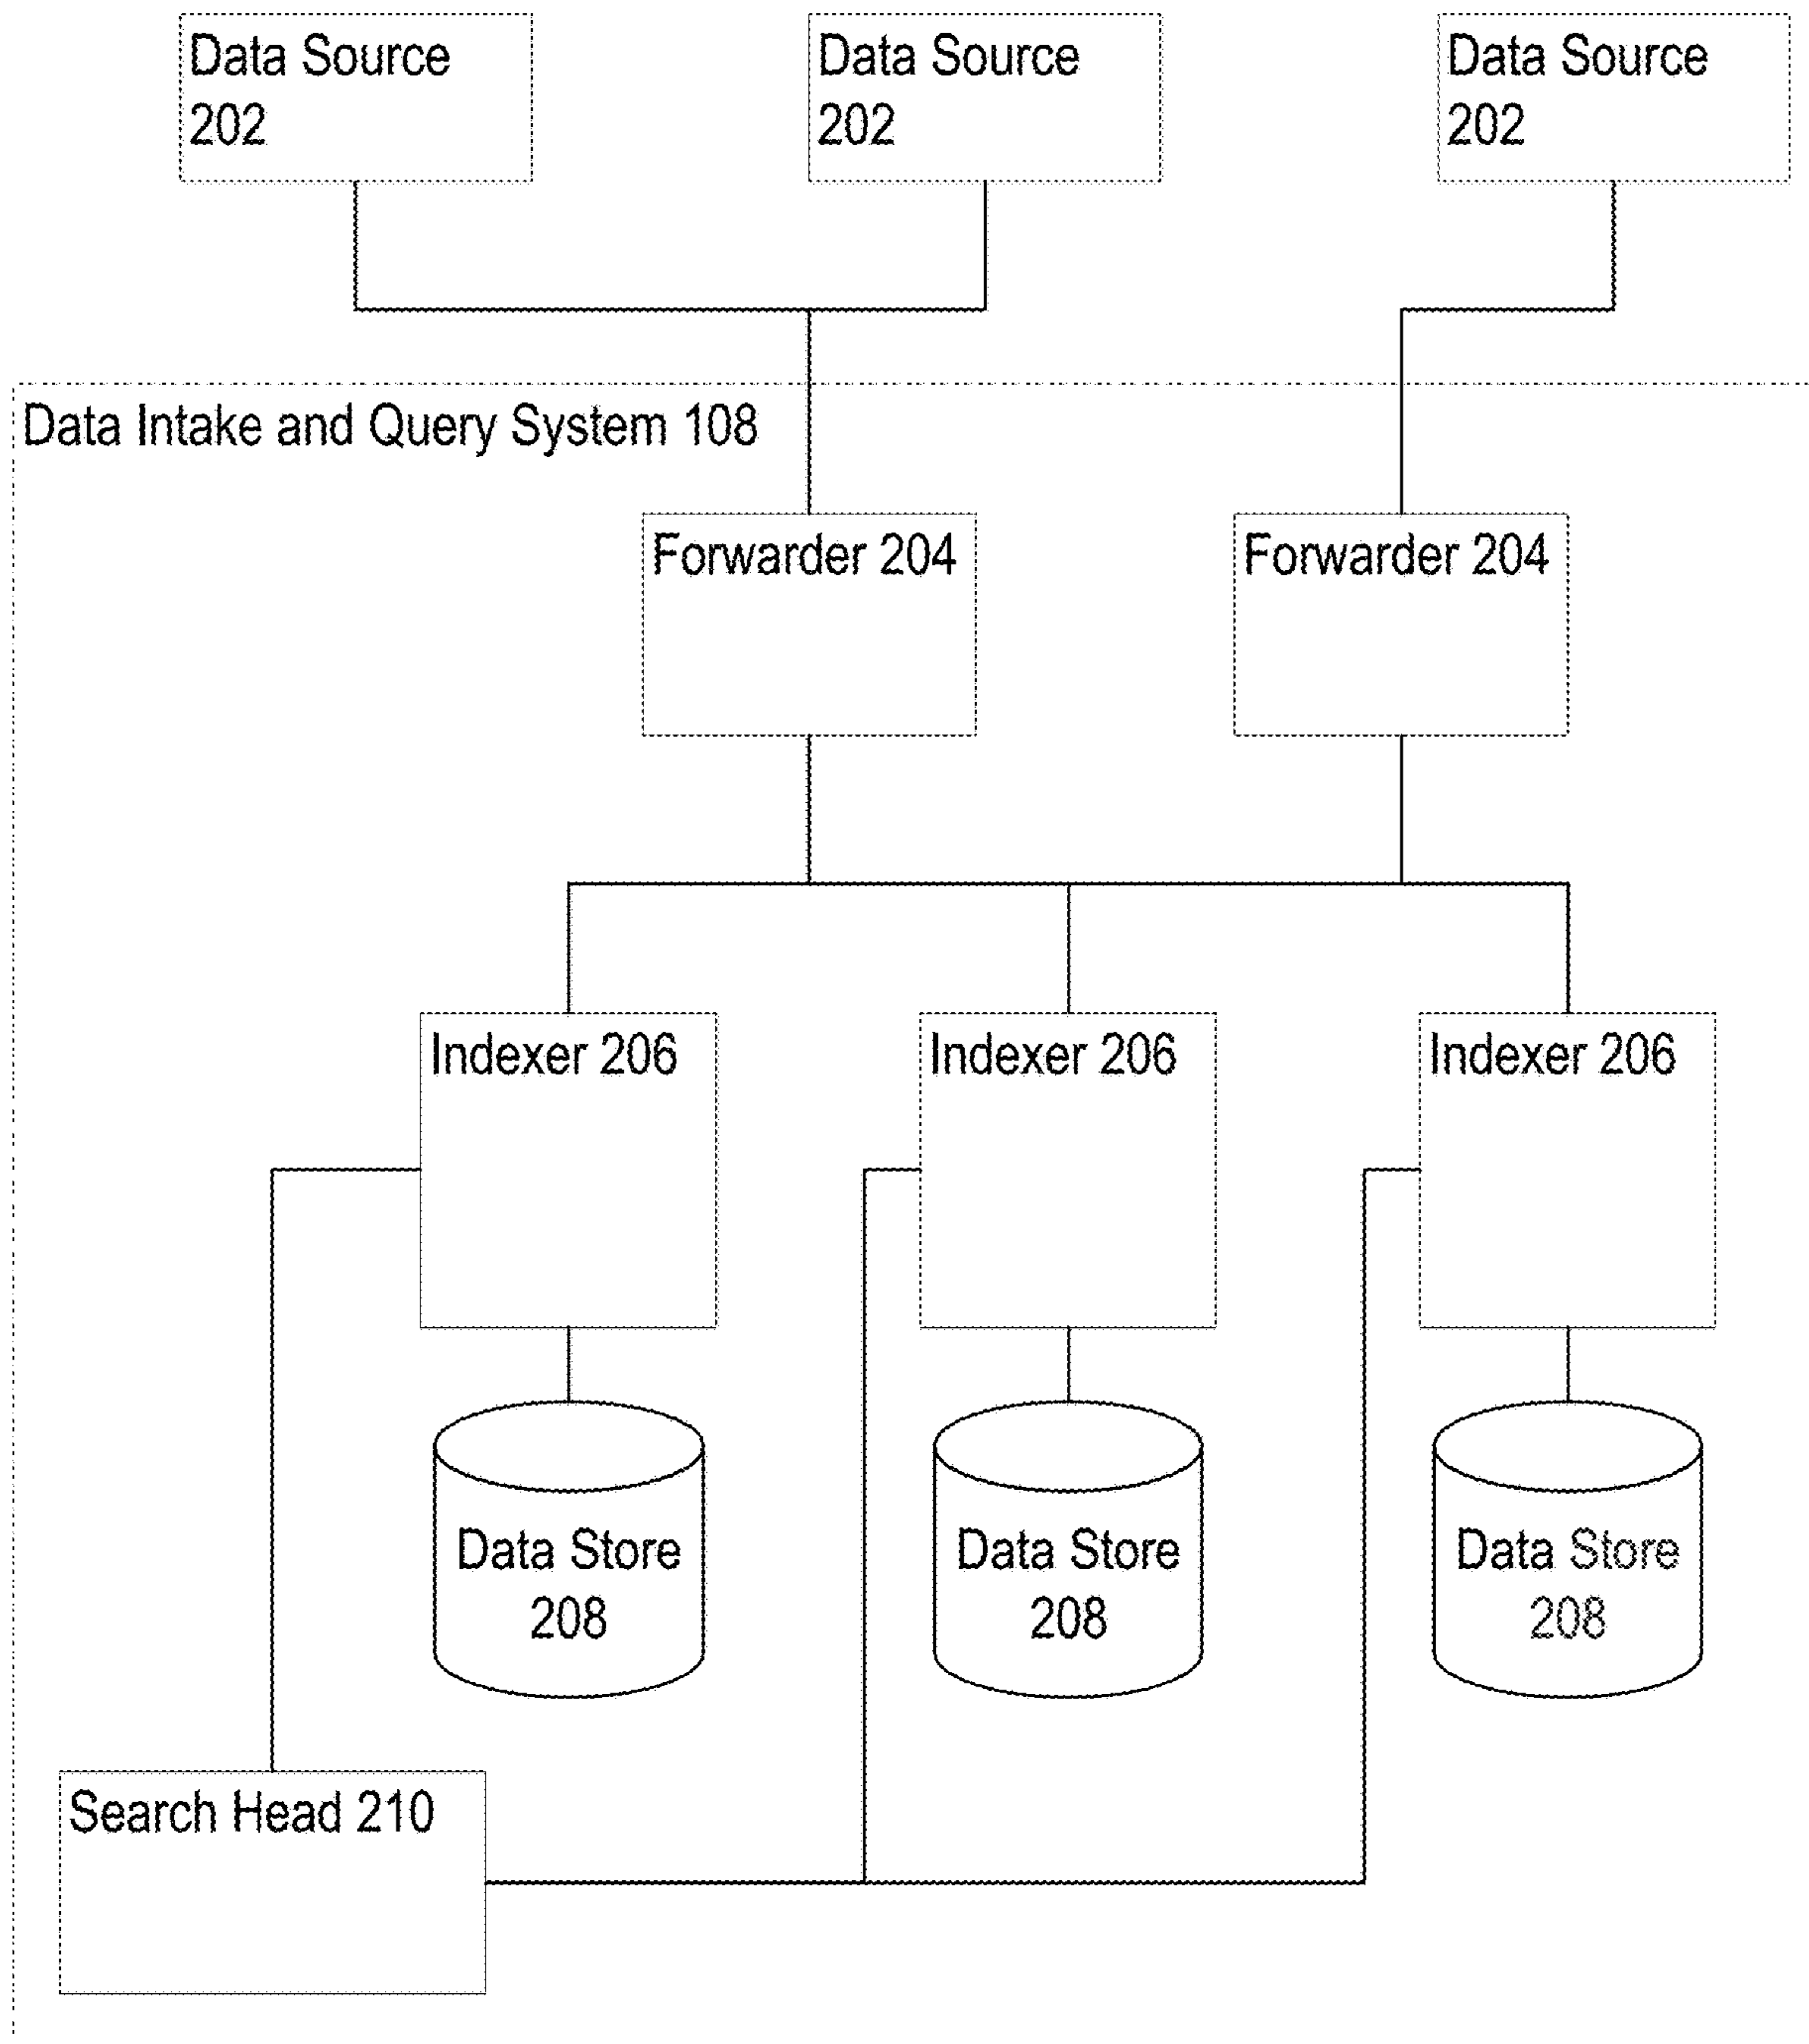 Data Source
202
Data Source
202
Data Source
202
Data Intake and Query System 108
Forwarder 204
Forwarder 204
Indexer 206
Indexer 206
Indexer 206
Data Store
208
Data Store
208
Data Store
208
Search Head 210